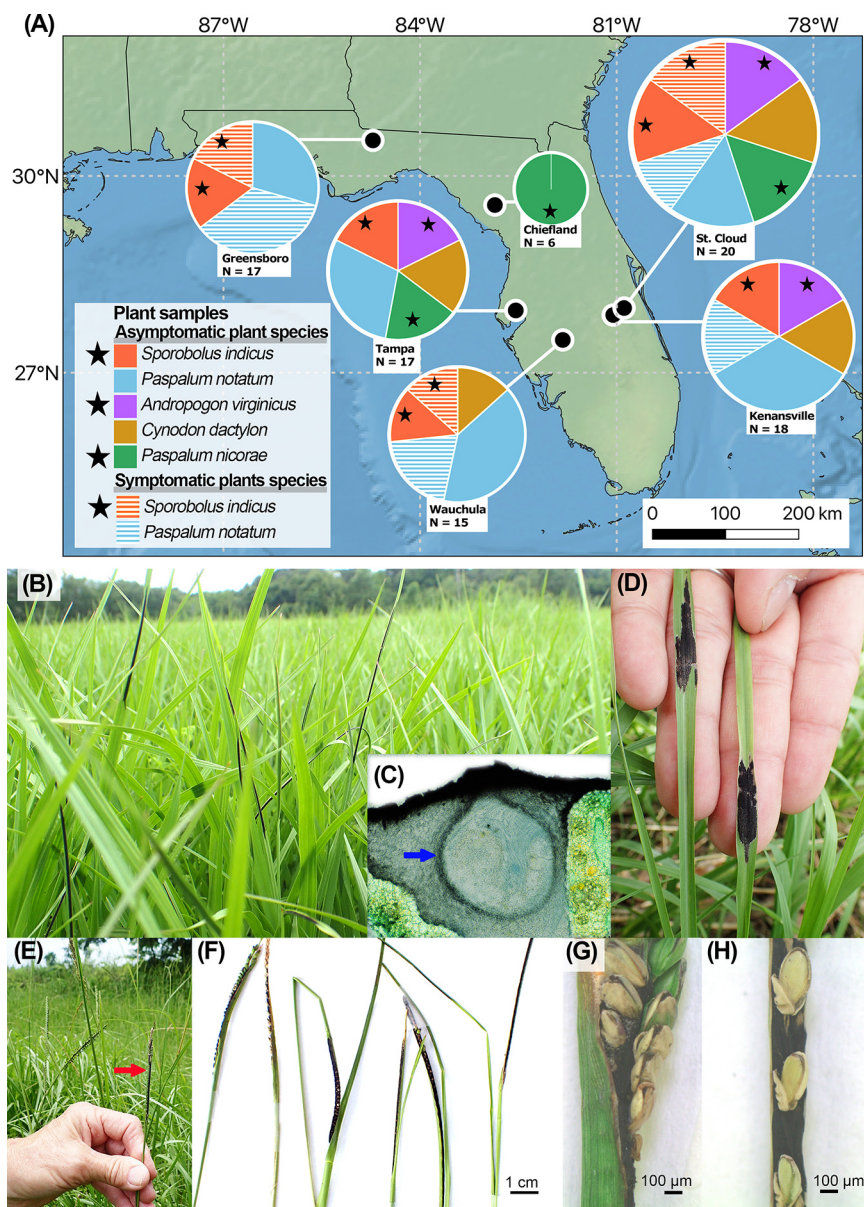 (A)
87°W 84°W 81°W 78°W
30°N
27°N
Greensboro
N = 17
Chiefland
N = 6
St. Cloud
N = 20
Tampa
N = 17
Kenansville
N = 18
Wauchula
N = 15
Plant samples
Asymptomatic plant species
Sporobolus indicus
Paspalum notatum
Andropogon virginicus
Cynodon dactylon
Paspalum nicorae
Symptomatic plants species
Sporobolus indicus
Paspalum notatum
0 100 200 km
(B)
(C)
(D)
(E)
(F)
1 cm
(G)
100 µm
(H)
100 µm